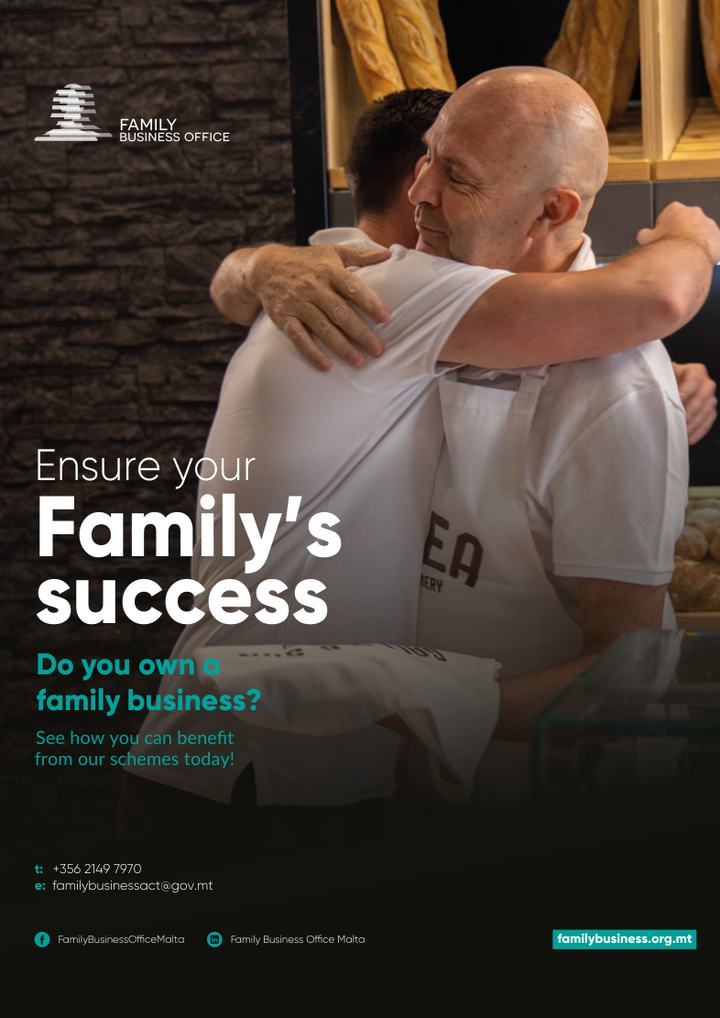 FAMILY
BUSINESS OFFICE
Ensure your
Family's
success
Do you own a
family business?
See how you can benefit
from our schemes today!
t: +356 2149 7970
e: familybusinessact@gov.mt
FamilyBusinessOfficeMalta
Family Business Office Malta
familybusiness.org.mt